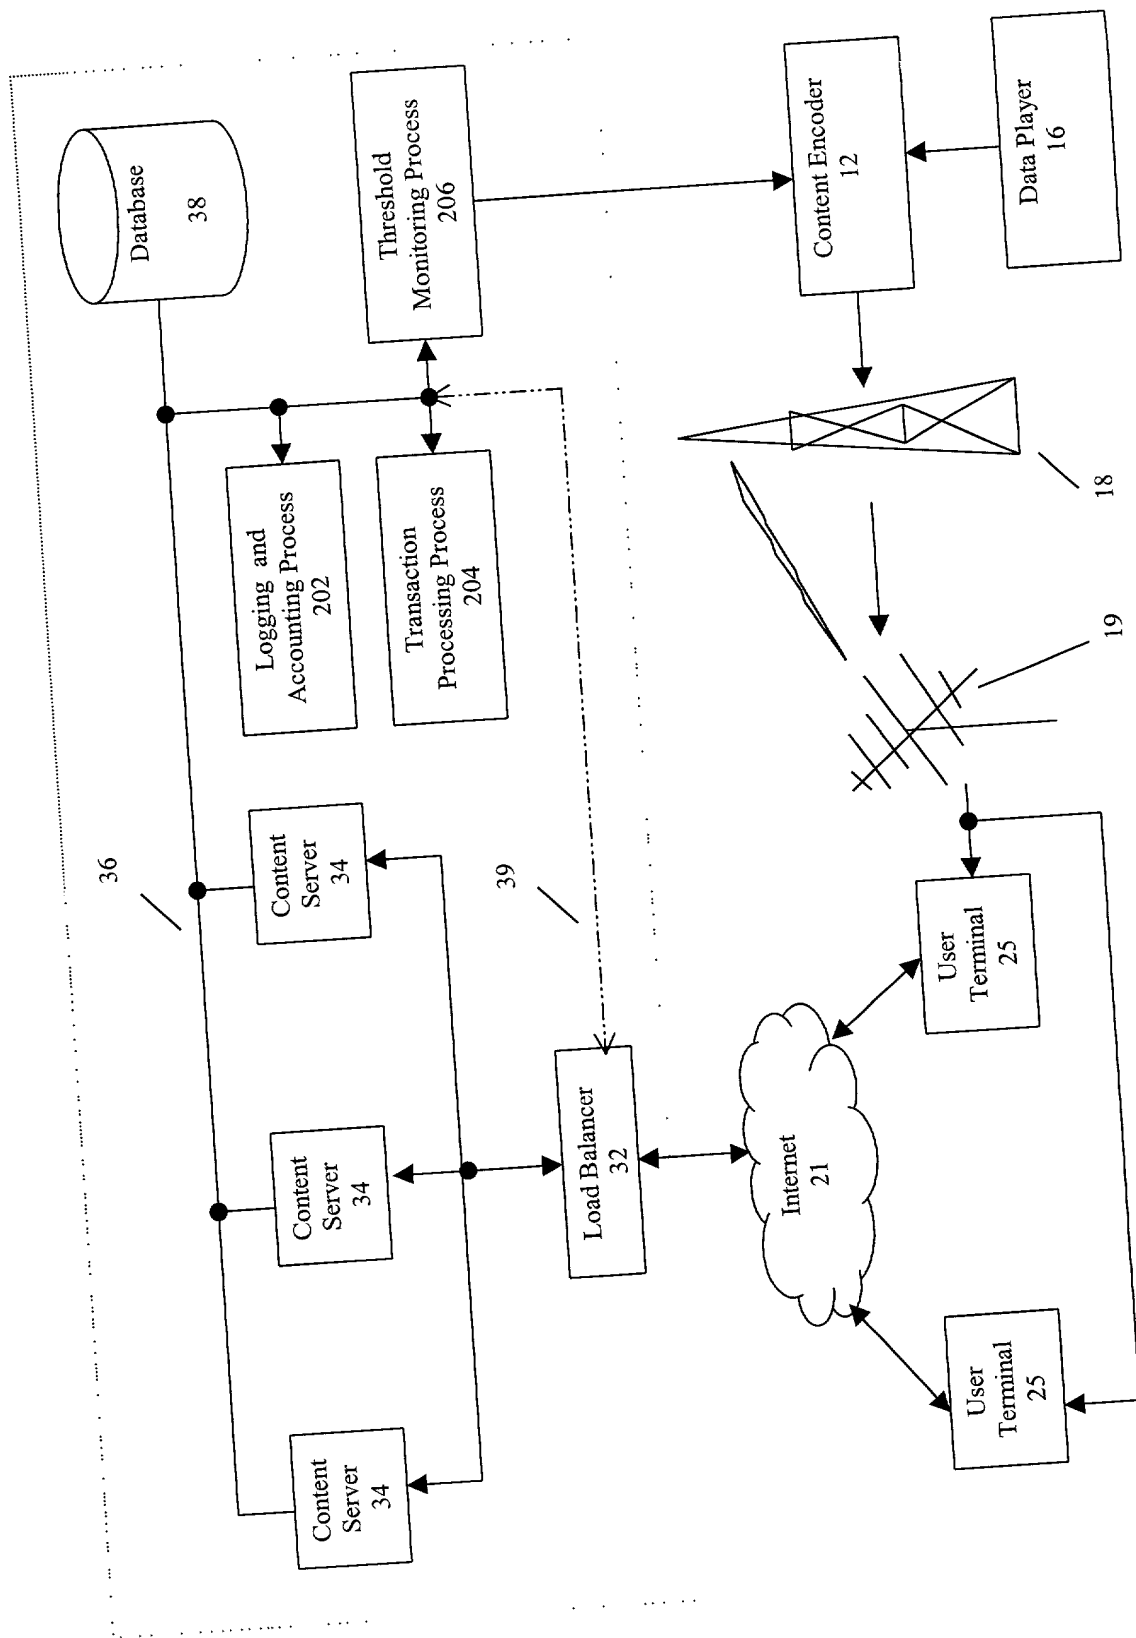 Database
38
Threshold
Monitoring Process
206
Content Encoder
12
Data Player
16
Logging and
Accounting Process
202
Transaction
Processing Process
204
18
19
36
Content
Server
34
39
Content
Server
34
Content
Server
34
Load Balancer
32
Internet
21
User
Terminal
25
User
Terminal
25